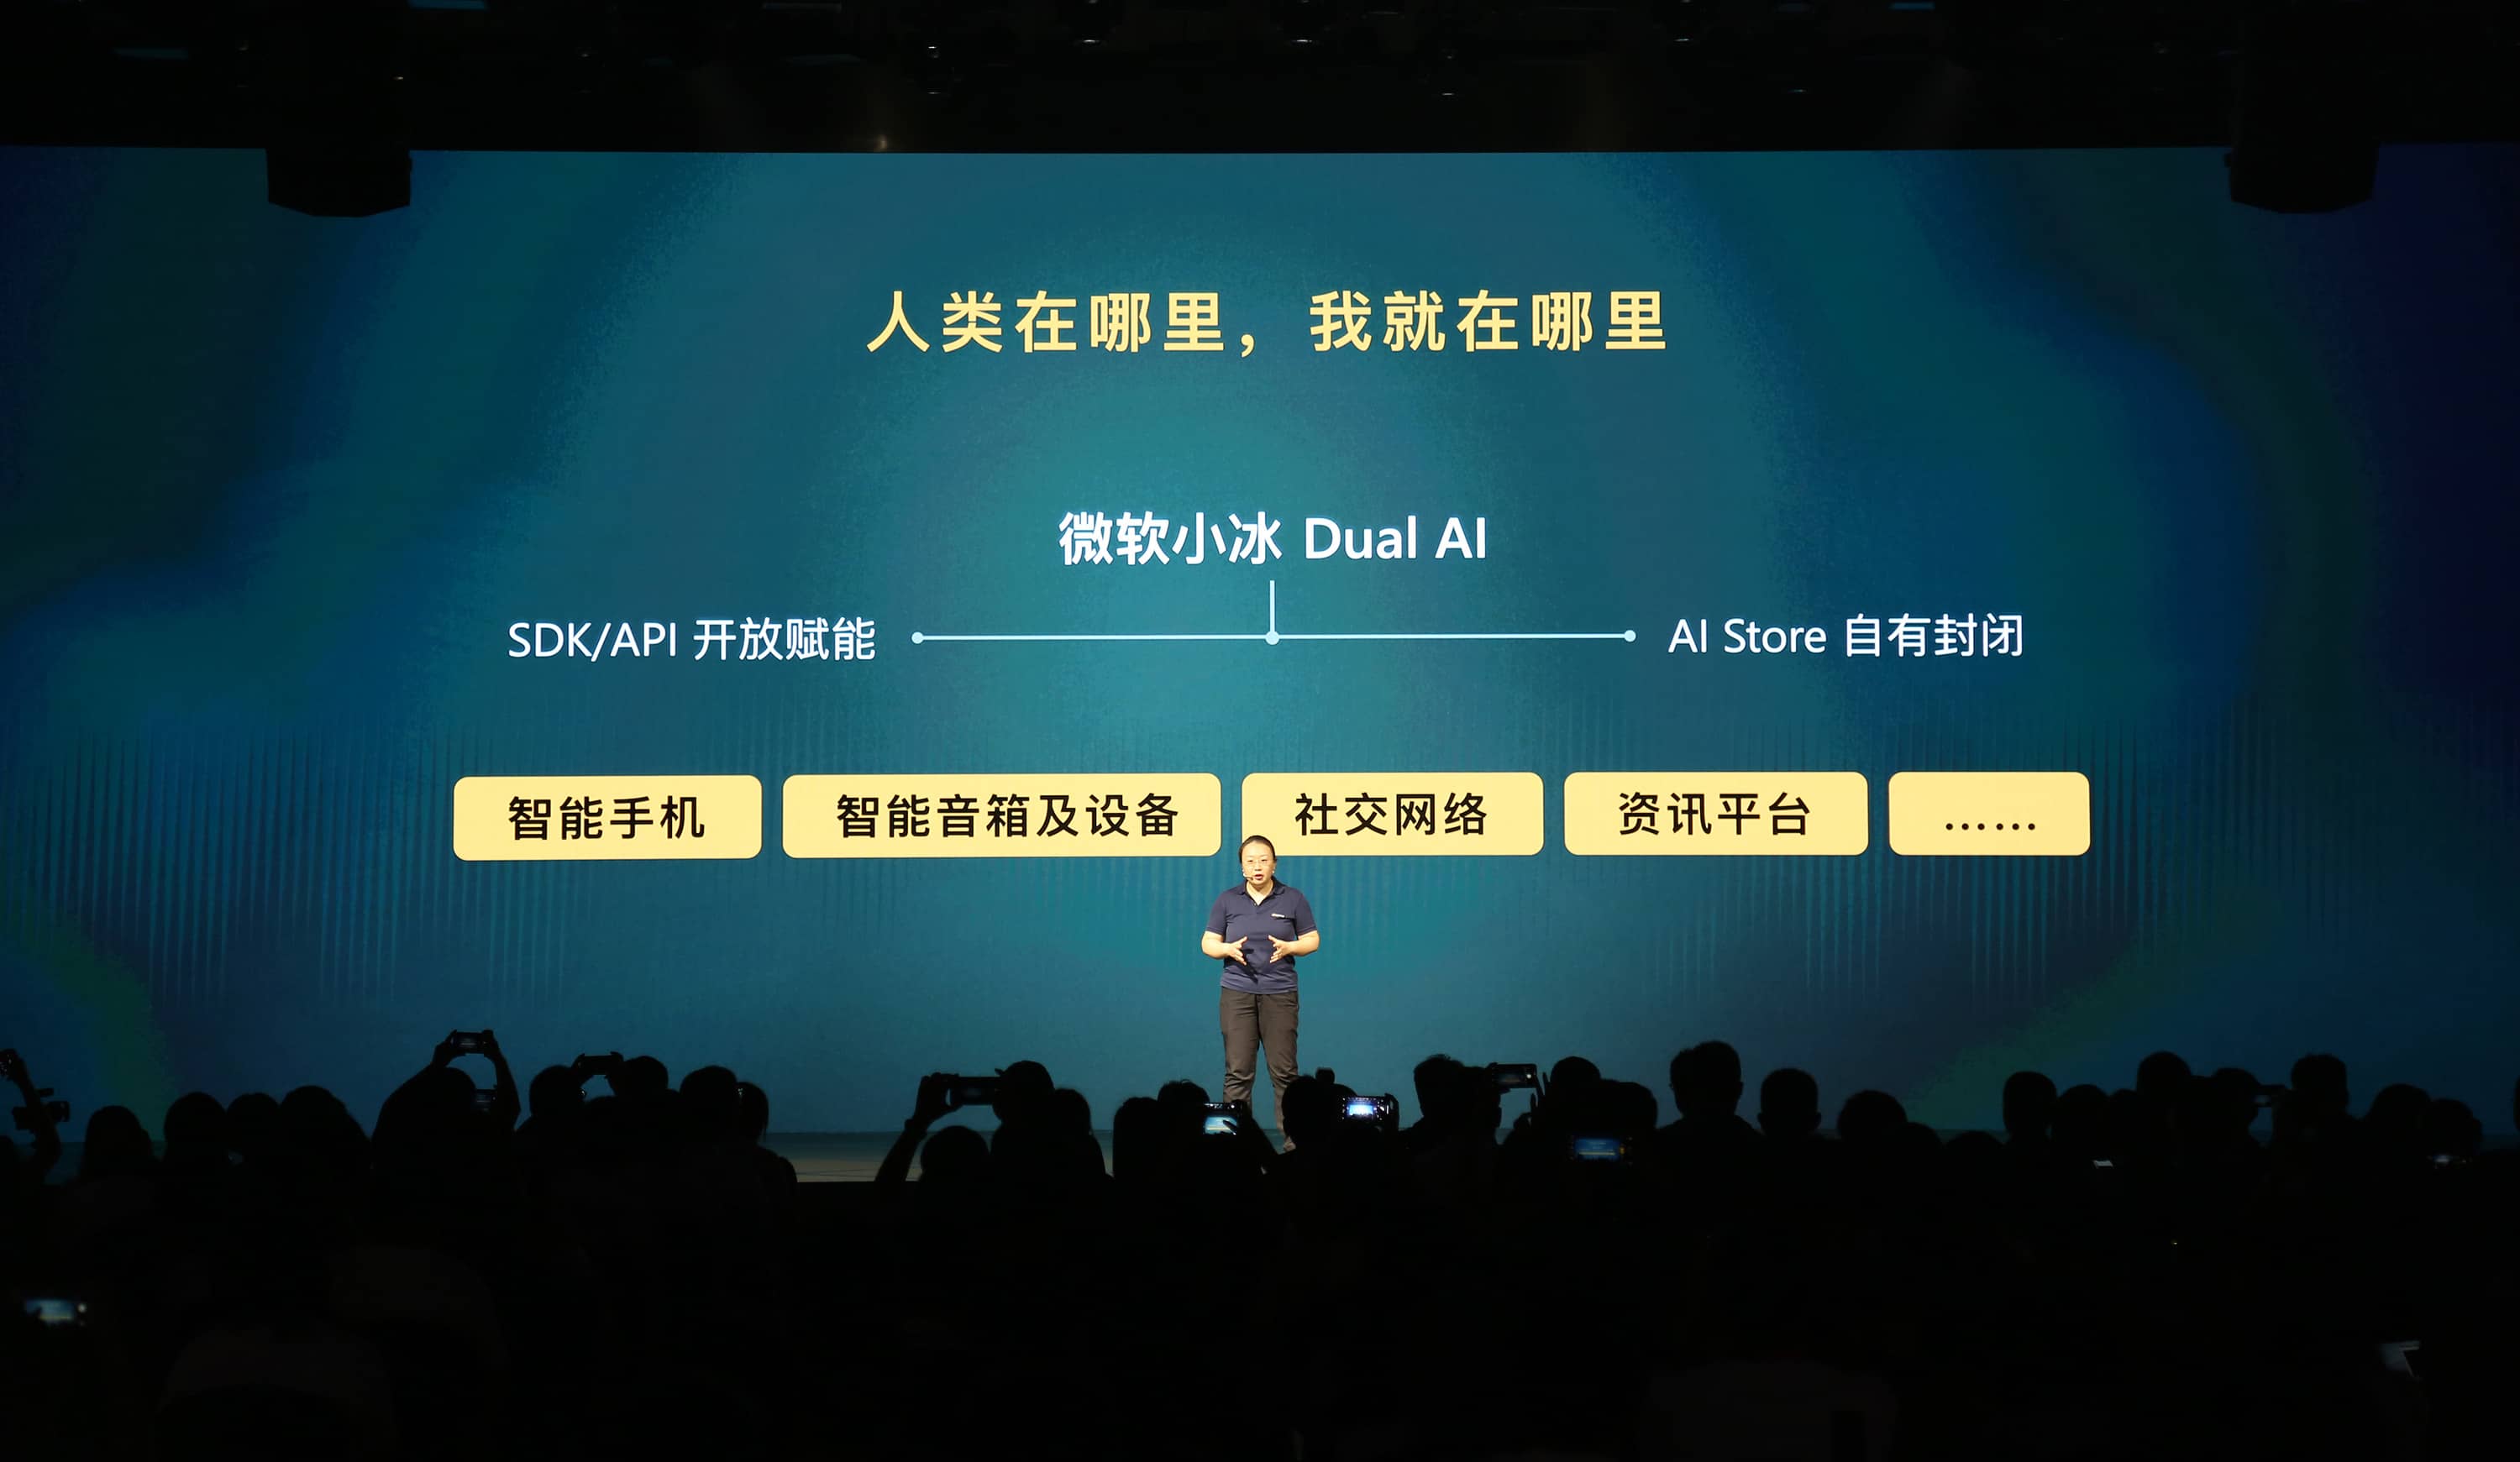 人类在哪里，我就在哪里
微软小冰 Dual AI
SDK/API 开放赋能
AI Store 自有封闭
智能手机
智能音箱及设备
社交网络
资讯平台
……